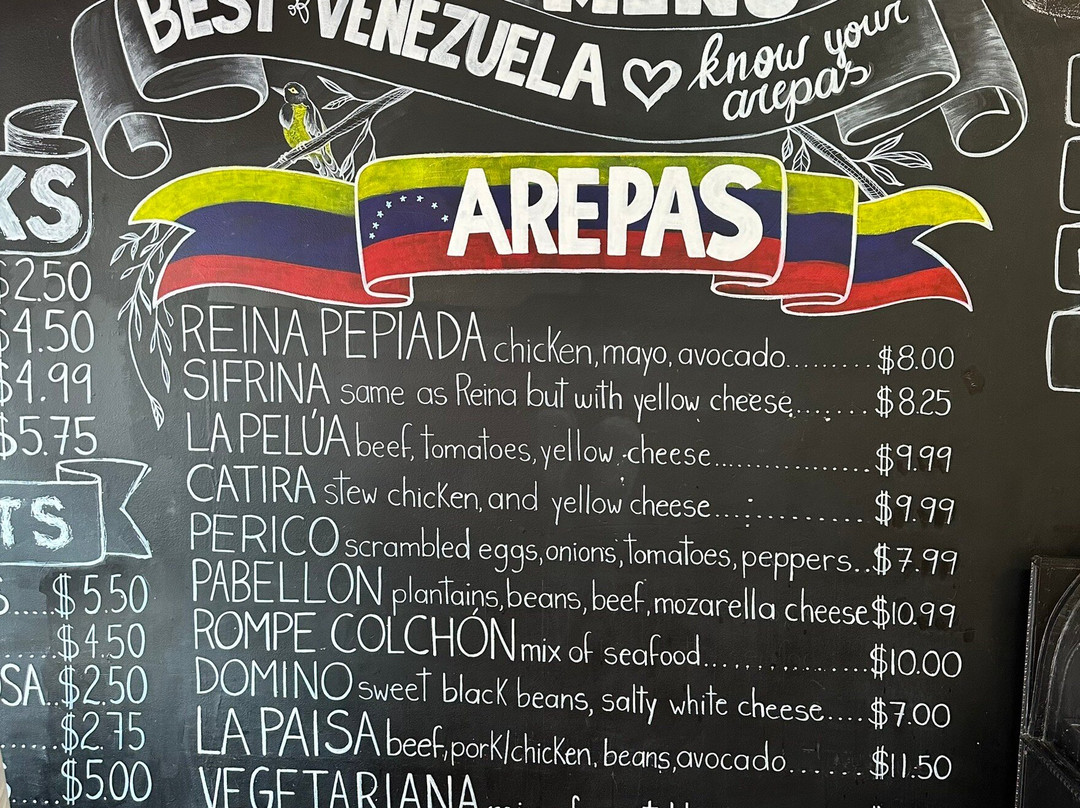 MENU
BEST VENEZUELA know your arepas
KS
$2.50
$4.50
$4.99
$5.75
TS
S.....$5.50
.....$4.50
SA..$2.50
.....$2.75
$5.00
AREPAS
REINA PEPIADA chicken, mayo, avocado......... $8.00
SIFRINA same as Reina but with yellow cheese....... $8.25
LA PELÚA beef, tomatoes, yellow cheese.................. $9.99
CATIRA stew chicken, and yellow cheese............... $9.99
PERICO scrambled eggs, onions, tomatoes, peppers..$7.99
PABELLON plantains, beans, beef, mozarella cheese$10.99
ROMPE COLCHÓN mix of seafood.................$10.00
DOMINO sweet black beans, salty white cheese....$7.00
LA PAISA beef, pork/chicken, beans, avocado.......$11.50
VEGETARIANA